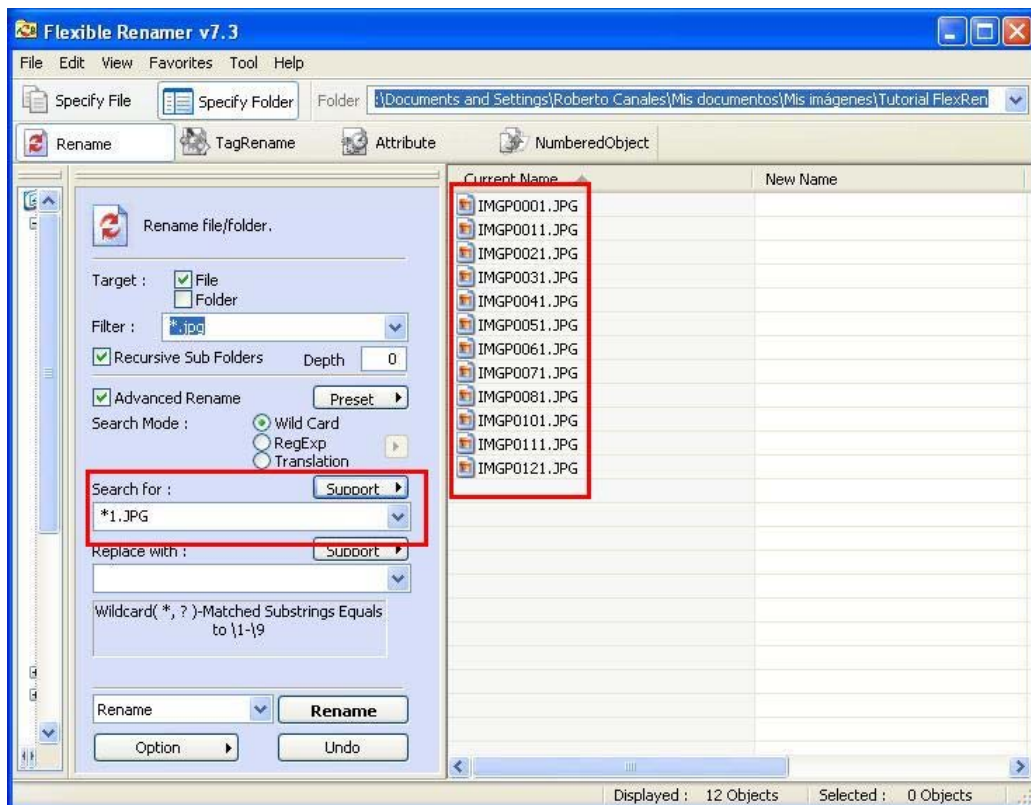 Flexible Renamer v7.3
File Edit View Favorites Tool Help
Specify File Specify Folder Folder :\Documents and Settings\Roberto Canales\Mis documentos\Mis imágenes\Tutorial FlexRen
Rename TagRename Attribute NumberedObject
Rename file/folder.
Target : File
Folder
Filter : *.jpg
Recursive Sub Folders Depth 0
Advanced Rename Preset
Search Mode : Wild Card
RegExp
Translation
Search for : Support
*1.JPG
Replace with : Support
Wildcard( *, ? )-Matched Substrings Equals
to \1-\9
Rename Rename
Option Undo
Current Name New Name
IMGP0001.JPG
IMGP0011.JPG
IMGP0021.JPG
IMGP0031.JPG
IMGP0041.JPG
IMGP0051.JPG
IMGP0061.JPG
IMGP0071.JPG
IMGP0081.JPG
IMGP0101.JPG
IMGP0111.JPG
IMGP0121.JPG
Displayed : 12 Objects Selected : 0 Objects